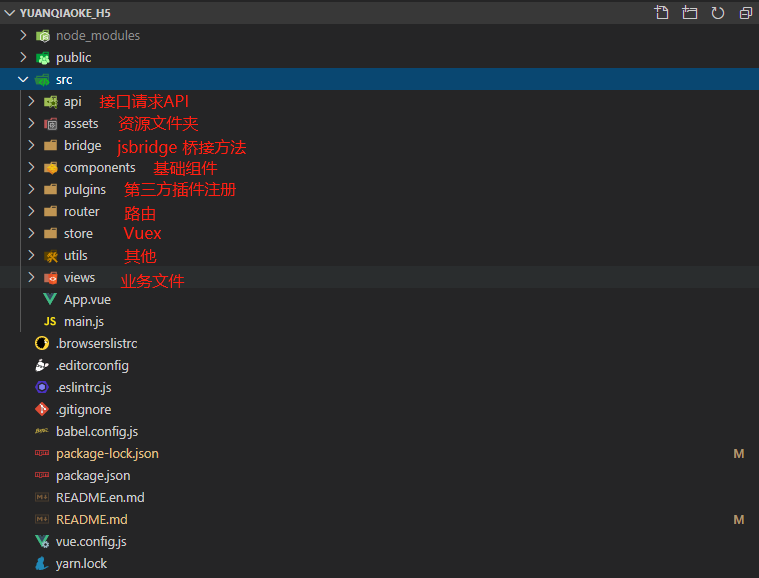 YUANQIAOKE_H5
node_modules
public
src
api 接口请求API
assets 资源文件夹
bridge jsbridge 桥接方法
components 基础组件
pulgins 第三方插件注册
router 路由
store Vuex
utils 其他
views 业务文件
App.vue
JS main.js
.browserslistrc
.editorconfig
.eslintrc.js
.gitignore
babel.config.js
package-lock.json M
package.json
README.en.md
README.md M
vue.config.js
yarn.lock